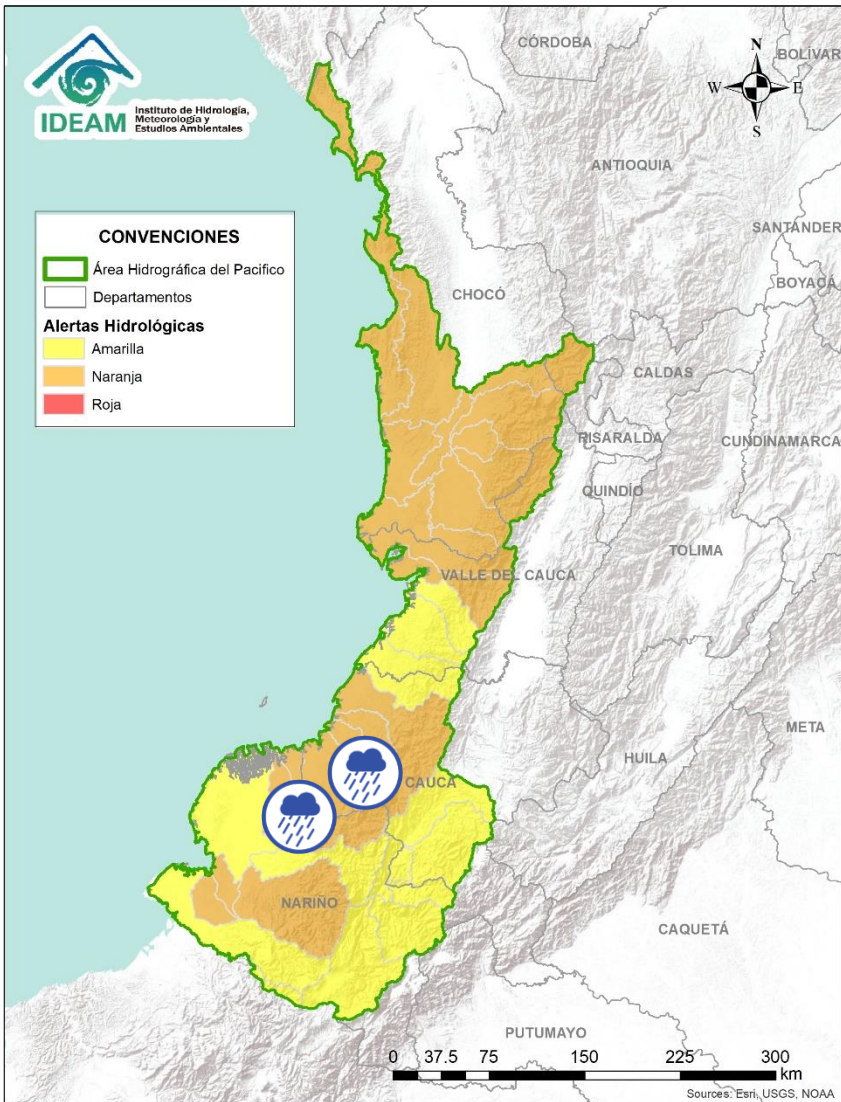 IDEAM
Instituto de Hidrología,
Meteorología y
Estudios Ambientales
N
W
E
S
CÓRDOBA
BOLÍVAR
ANTIOQUIA
SANTANDER
BOYACÁ
CHOCÓ
CALDAS
RISARALDA
CUNDINAMARCA
QUINDÍO
TOLIMA
VALLE DEL CAUCA
META
HUILA
CAUCA
NARIÑO
CAQUETÁ
PUTUMAYO
CONVENCIONES
Área Hidrográfica del Pacifico
Departamentos
Alertas Hidrológicas
Amarilla
Naranja
Roja
0 37.5 75 150 225 300
km
Sources: Esri, USGS, NOAA